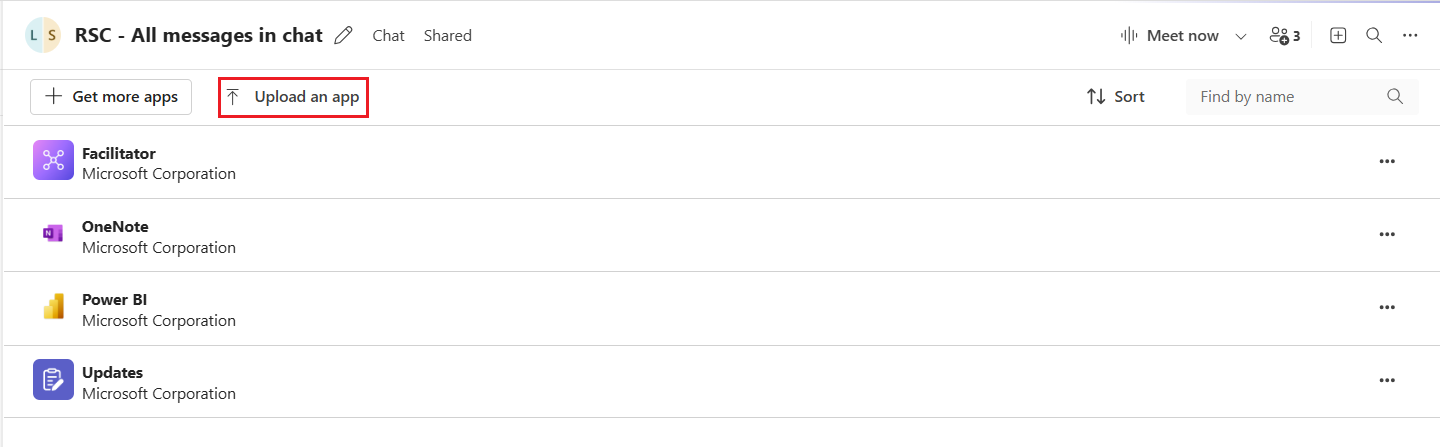 L S RSC - All messages in chat Chat Shared Meet now 3
Get more apps Upload an app Sort Find by name
Facilitator
Microsoft Corporation
N OneNote
Microsoft Corporation
Power BI
Microsoft Corporation
Updates
Microsoft Corporation